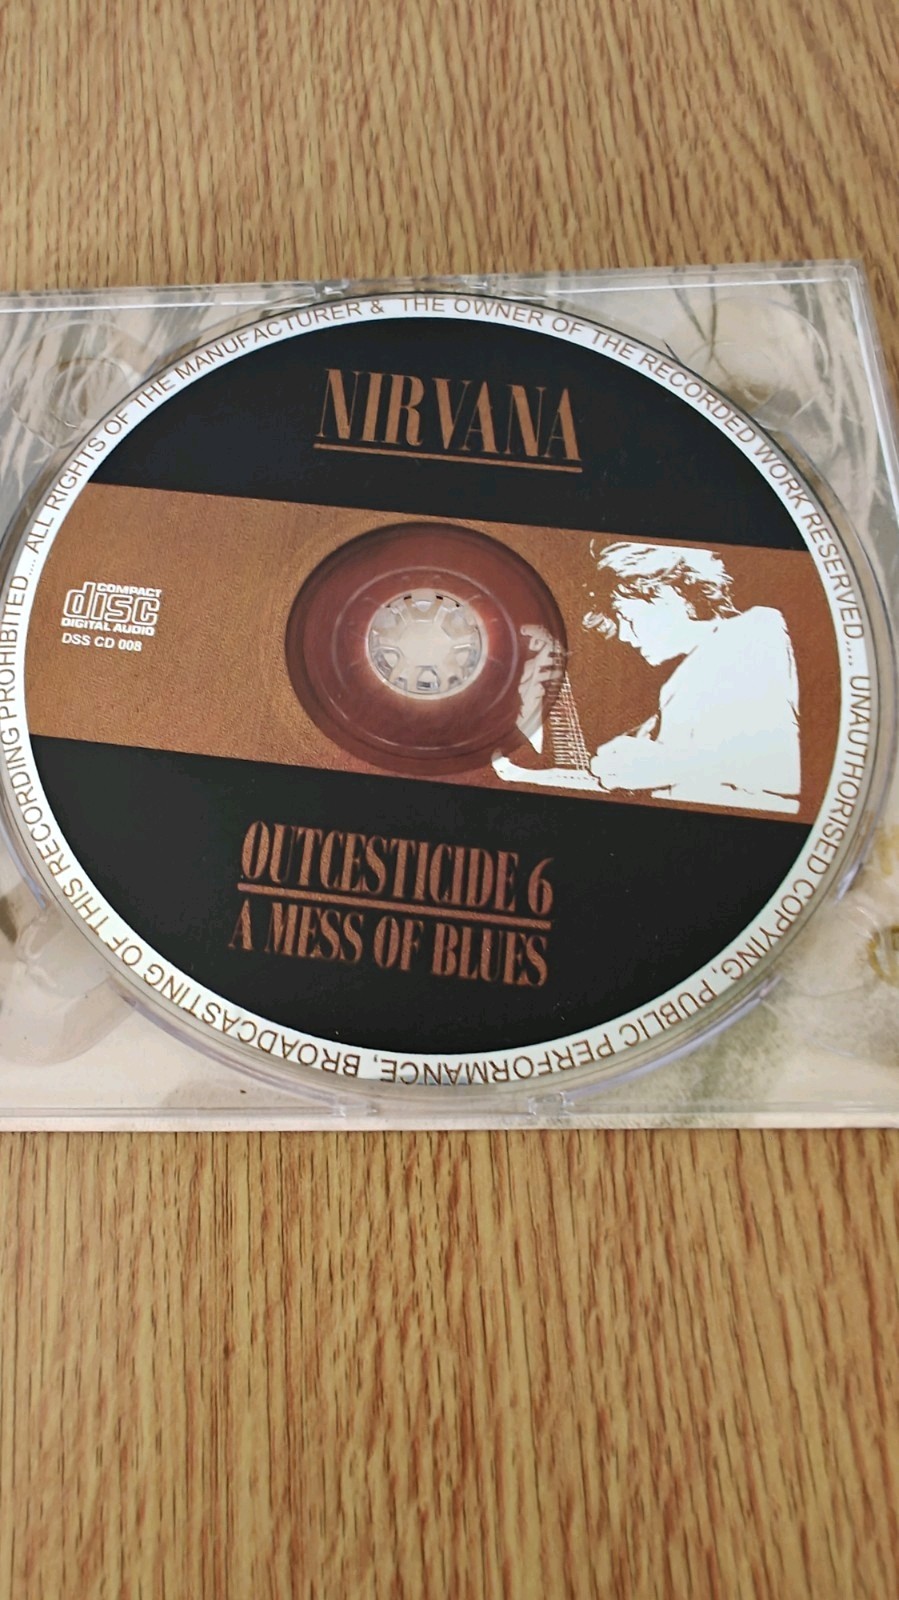 NIRVANA
COMPACT
disc
DIGITAL AUDIO
DSS CD 008
OUTCESTICIDE 6
A MESS OF BLUES
ALL RIGHTS OF THE MANUFACTURER & THE OWNER OF THE RECORDED WORK RESERVED..... UNAUTHORISED COPYING, PUBLIC PERFORMANCE, BROADCASTING OF THIS RECORDING PROHIBITED.....